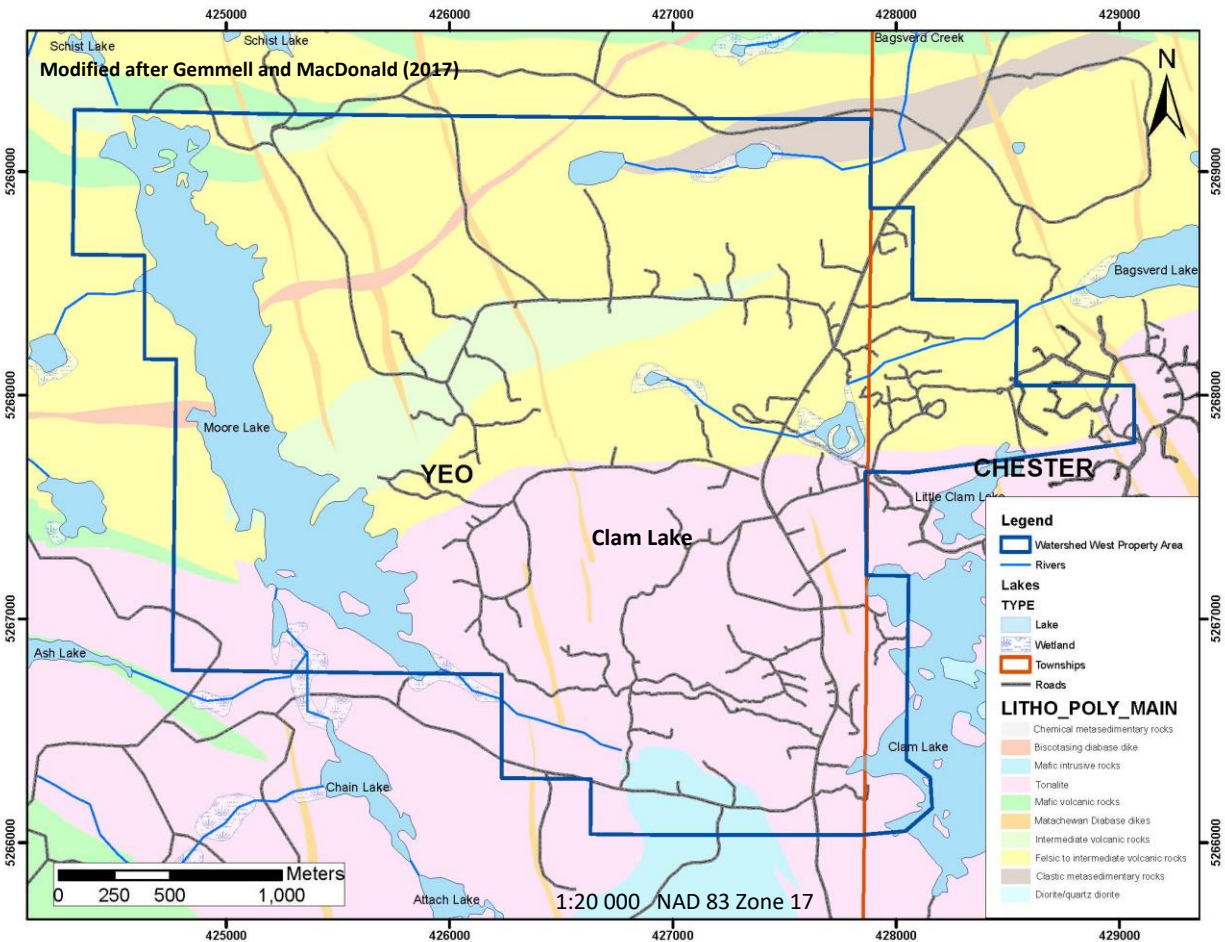 425000
426000
427000
428000
429000
Schist Lake
Schist Lake
Bagsverd Creek
Modified after Gemmell and MacDonald (2017)
N
5269000
5269000
Bagsverd Lake
5268000
5268000
Moore Lake
YEO
CHESTER
Little Clam Lake
Clam Lake
Legend
Watershed West Property Area
Rivers
Lakes
TYPE
Lake
Wetland
Townships
Roads
LITHO_POLY_MAIN
Chemical metasedimentary rocks
Biscotasing diabase dike
Mafic intrusive rocks
Tonalite
Mafic volcanic rocks
Matachewan Diabase dikes
Intermediate volcanic rocks
Felsic to intermediate volcanic rocks
Clastic metasedimentary rocks
Diorite/quartz diorite
5267000
5267000
Ash Lake
Clam Lake
Chain Lake
5266000
5266000
Meters
0 250 500 1,000
Attach Lake
1:20 000 NAD 83 Zone 17
425000
426000
427000
428000
429000